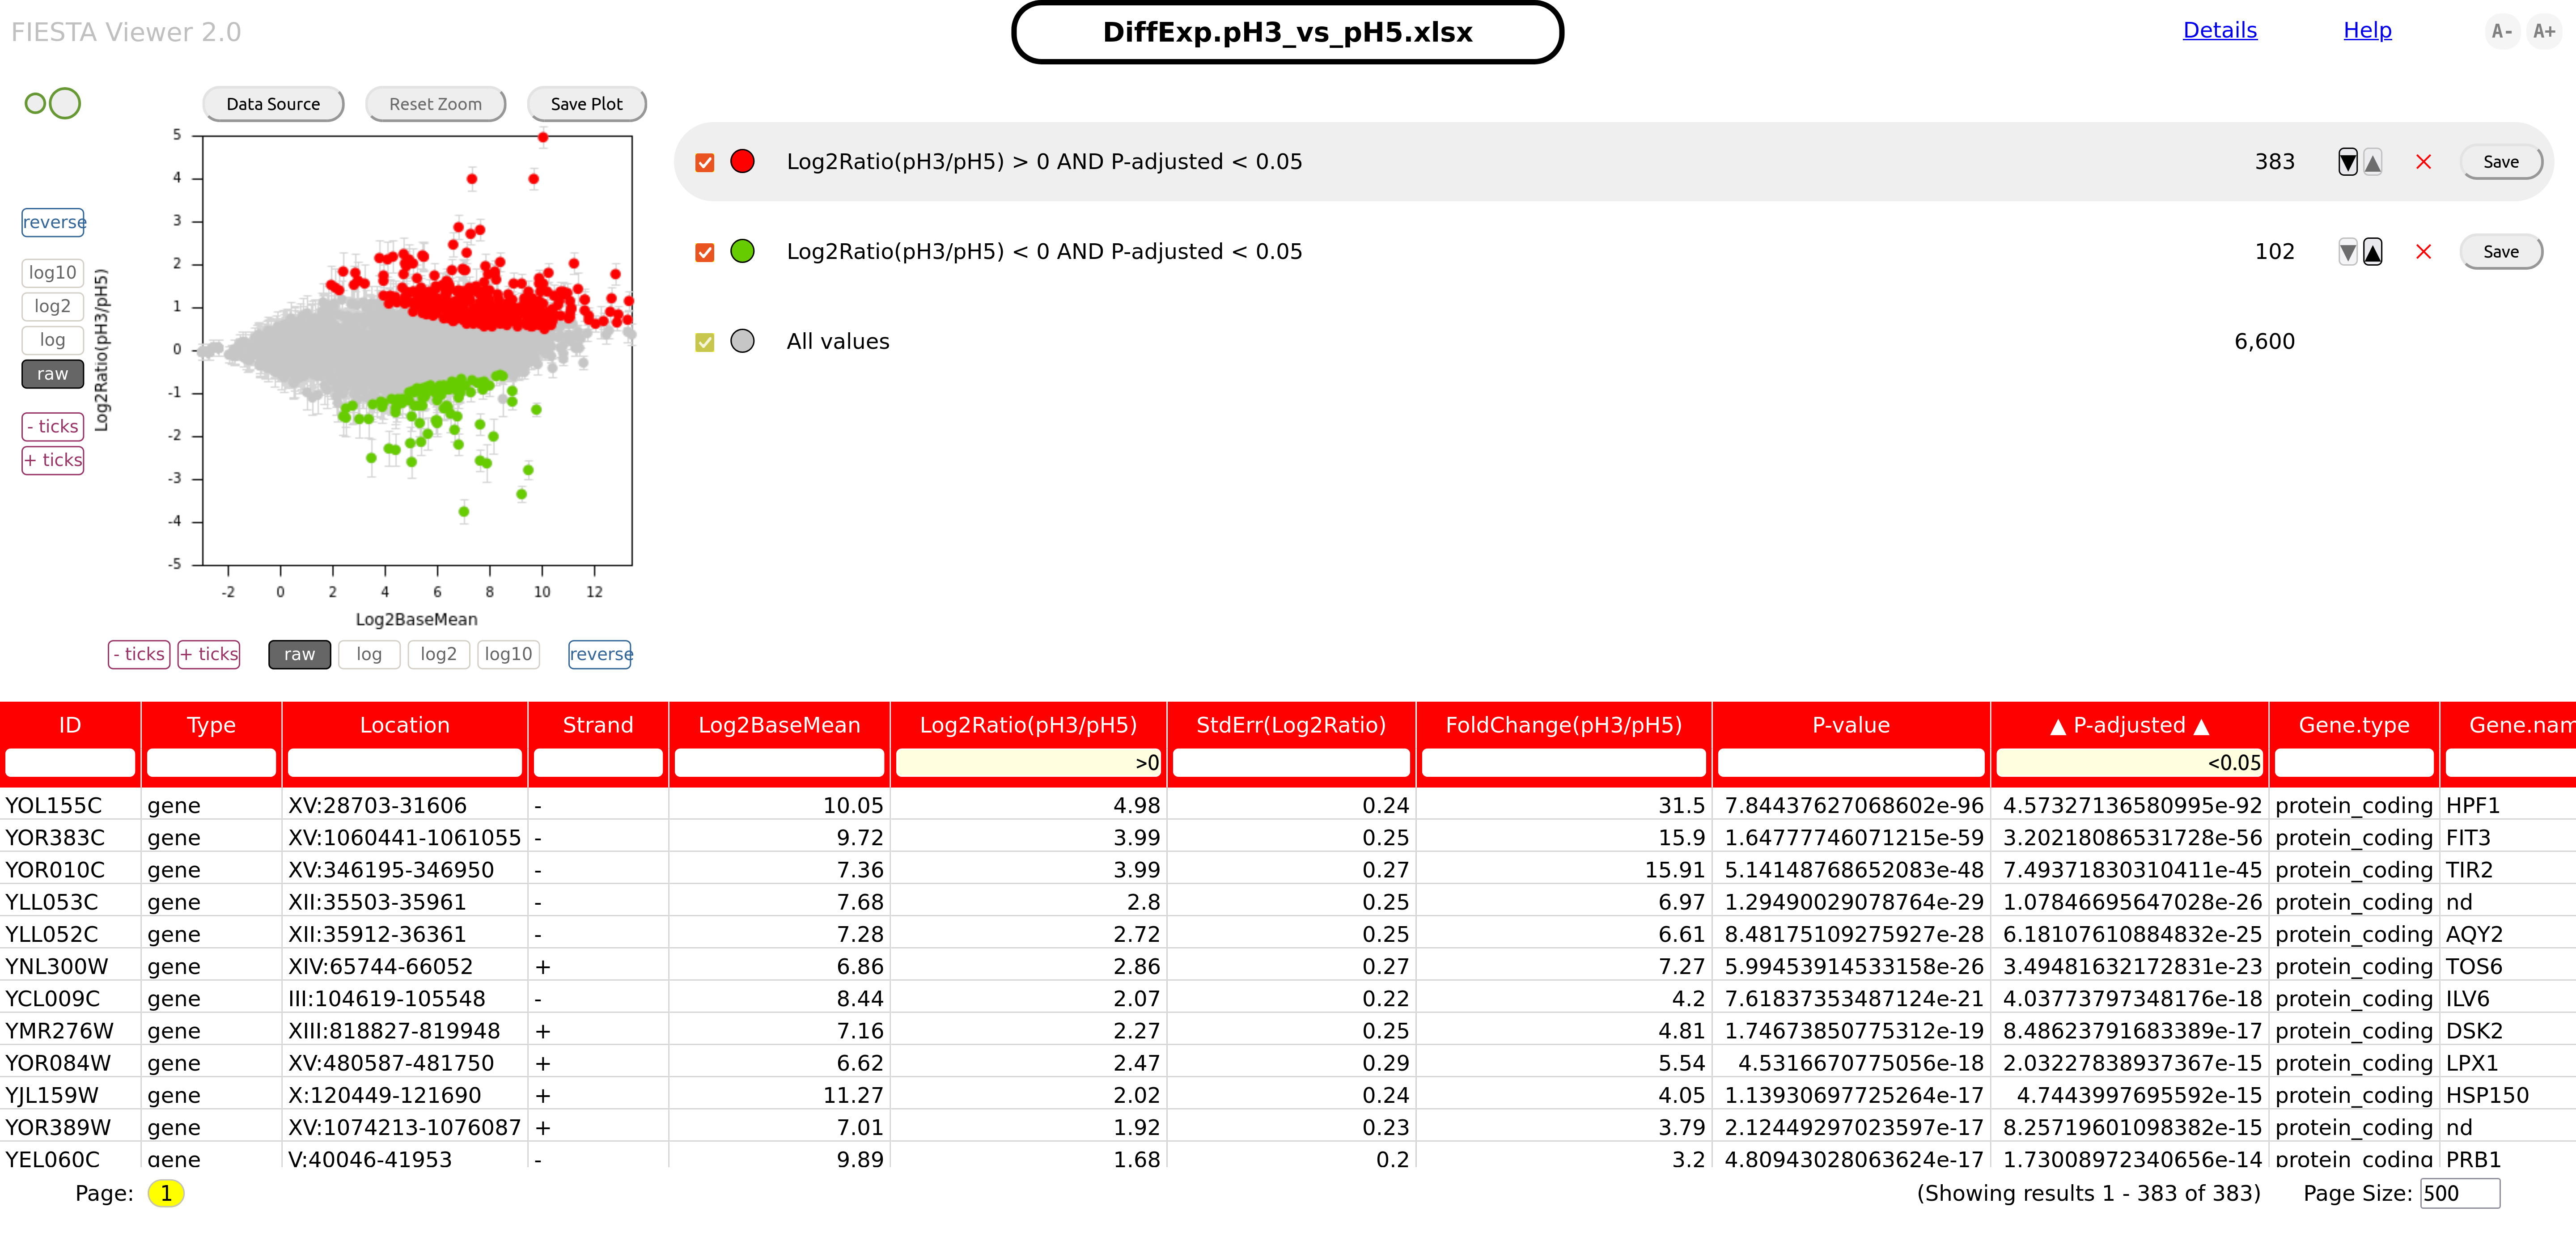 FIESTA Viewer 2.0
DiffExp.pH3_vs_pH5.xlsx
Details Help A- A+
Data Source Reset Zoom Save Plot
reverse
log10
log2
log
raw
- ticks
+ ticks
Log2Ratio(pH3/pH5)
5
4
3
2
1
0
-1
-2
-3
-4
-5
-2 0 2 4 6 8 10 12
Log2BaseMean
- ticks + ticks raw log log2 log10 reverse
Log2Ratio(pH3/pH5) > 0 AND P-adjusted < 0.05 383 ▼ ▲ × Save
Log2Ratio(pH3/pH5) < 0 AND P-adjusted < 0.05 102 ▼ ▲ × Save
All values 6,600
ID Type Location Strand Log2BaseMean Log2Ratio(pH3/pH5) StdErr(Log2Ratio) FoldChange(pH3/pH5) P-value ▲ P-adjusted ▲ Gene.type Gene.nam
>0 <0.05
YOL155C gene XV:28703-31606 - 10.05 4.98 0.24 31.5 7.84437627068602e-96 4.57327136580995e-92 protein_coding HPF1
YOR383C gene XV:1060441-1061055 - 9.72 3.99 0.25 15.9 1.64777746071215e-59 3.20218086531728e-56 protein_coding FIT3
YOR010C gene XV:346195-346950 - 7.36 3.99 0.27 15.91 5.14148768652083e-48 7.49371830310411e-45 protein_coding TIR2
YLL053C gene XII:35503-35961 - 7.68 2.8 0.25 6.97 1.29490029078764e-29 1.07846695647028e-26 protein_coding nd
YLL052C gene XII:35912-36361 - 7.28 2.72 0.25 6.61 8.48175109275927e-28 6.18107610884832e-25 protein_coding AQY2
YNL300W gene XIV:65744-66052 + 6.86 2.86 0.27 7.27 5.99453914533158e-26 3.49481632172831e-23 protein_coding TOS6
YCL009C gene III:104619-105548 - 8.44 2.07 0.22 4.2 7.61837353487124e-21 4.03773797348176e-18 protein_coding ILV6
YMR276W gene XIII:818827-819948 + 7.16 2.27 0.25 4.81 1.74673850775312e-19 8.48623791683389e-17 protein_coding DSK2
YOR084W gene XV:480587-481750 + 6.62 2.47 0.29 5.54 4.5316670775056e-18 2.03227838937367e-15 protein_coding LPX1
YJL159W gene X:120449-121690 + 11.27 2.02 0.24 4.05 1.13930697725264e-17 4.7443997695592e-15 protein_coding HSP150
YOR389W gene XV:1074213-1076087 + 7.01 1.92 0.23 3.79 2.12449297023597e-17 8.25719601098382e-15 protein_coding nd
YEL060C gene V:40046-41953 - 9.89 1.68 0.2 3.2 4.80943028063624e-17 1.73008972340656e-14 protein_coding PRB1
Page: 1 (Showing results 1 - 383 of 383) Page Size: 500